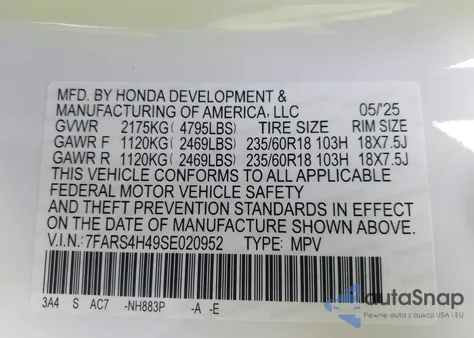 MFD. BY HONDA DEVELOPMENT &
MANUFACTURING OF AMERICA, LLC 05/'25
GVWR 2175KG( 4795LBS) TIRE SIZE RIM SIZE
GAWR F 1120KG( 2469LBS) 235/60R18 103H 18X7.5J
GAWR R 1120KG( 2469LBS) 235/60R18 103H 18X7.5J
THIS VEHICLE CONFORMS TO ALL APPLICABLE
FEDERAL MOTOR VEHICLE SAFETY
AND THEFT PREVENTION STANDARDS IN EFFECT
ON THE DATE OF MANUFACTURE SHOWN ABOVE.
V.I.N:7FARS4H49SE020952 TYPE: MPV
3A4 S AC7 -NH883P -A -E
autaSnap
Pewne auta z aukcji USA i EU